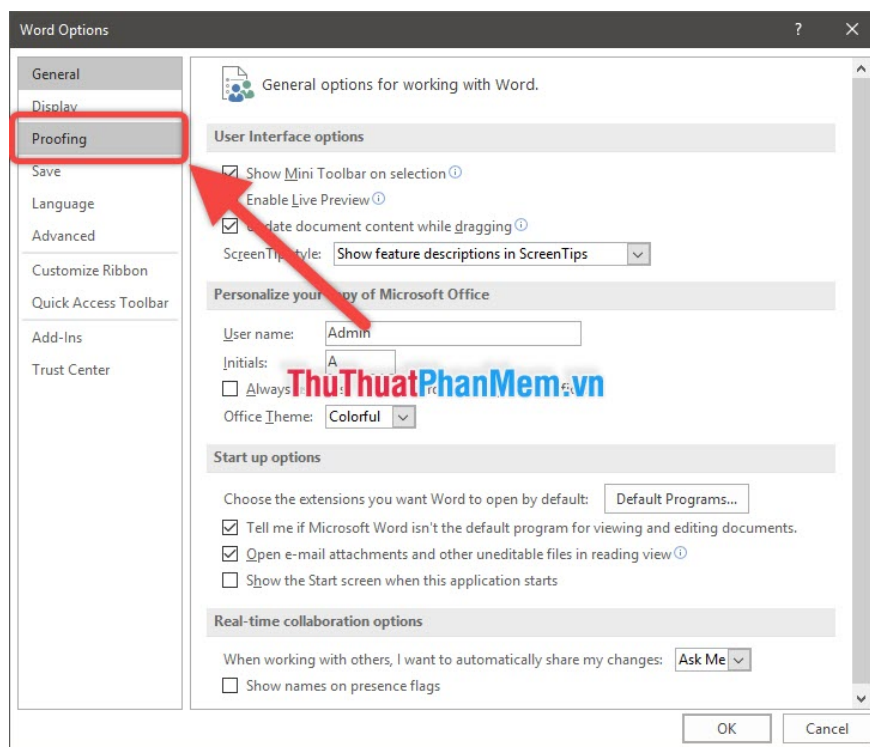 Word Options
?
General
Display
Proofing
Save
Language
Advanced
Customize Ribbon
Quick Access Toolbar
Add-Ins
Trust Center
General options for working with Word.
User Interface options
Show Mini Toolbar on selection
Enable Live Preview
Update document content while dragging
ScreenTip style: Show feature descriptions in ScreenTips
Personalize your copy of Microsoft Office
User name: Admin
Initials: A
Always
ThuThuatPhanMem.vn
Office Theme: Colorful
Start up options
Choose the extensions you want Word to open by default: Default Programs...
Tell me if Microsoft Word isn't the default program for viewing and editing documents.
Open e-mail attachments and other uneditable files in reading view
Show the Start screen when this application starts
Real-time collaboration options
When working with others, I want to automatically share my changes: Ask Me
Show names on presence flags
OK Cancel